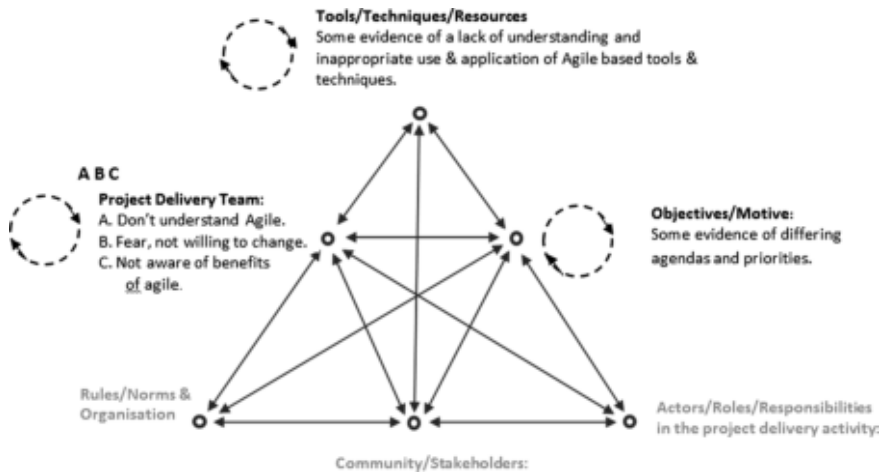 Tools/Techniques/Resources
Some evidence of a lack of understanding and
inappropriate use & application of Agile based tools &
techniques.
A B C
Project Delivery Team:
A. Don't understand Agile.
B. Fear, not willing to change.
C. Not aware of benefits
of agile.
Objectives/Motive:
Some evidence of differing
agendas and priorities.
Rules/Norms &
Organisation
Actors/Roles/Responsibilities
in the project delivery activity:
Community/Stakeholders: